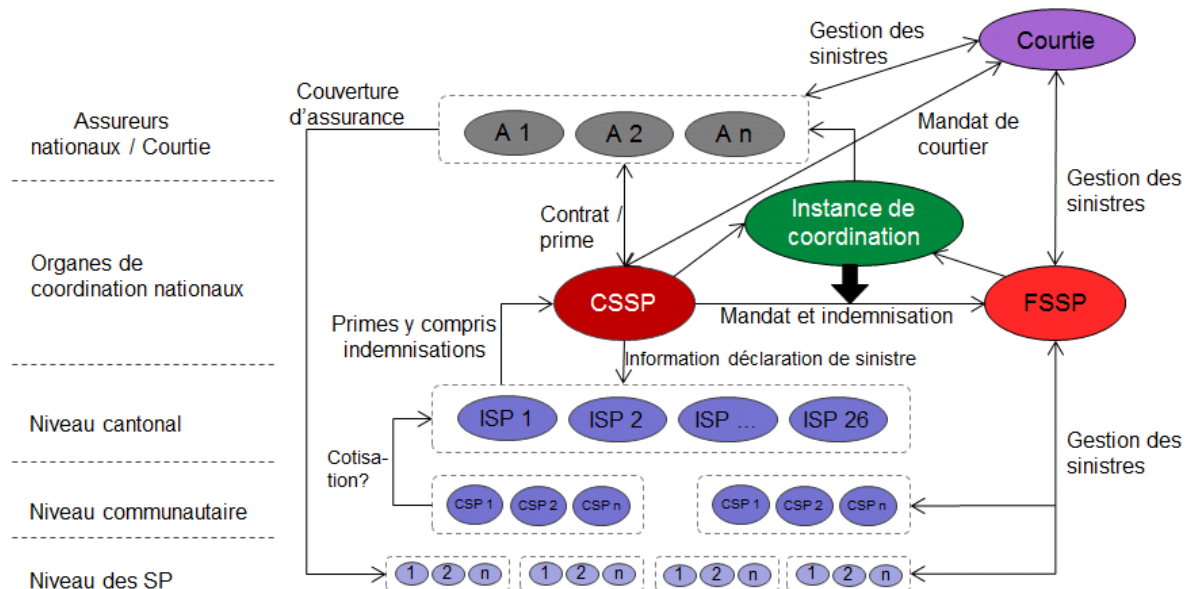 Gestion des
sinistres
Courtie
Couverture
d'assurance
Assureurs
nationaux / Courtie
A 1
A 2
A n
Mandat de
courtier
Gestion des
sinistres
Contrat /
prime
Instance de
coordination
Organes de
coordination nationaux
CSSP
FSSP
Mandat et indemnisation
Primes y compris
indemnisations
Information déclaration de sinistre
Niveau cantonal
ISP 1
ISP 2
ISP ...
ISP 26
Cotisa-
tion?
Gestion des
sinistres
Niveau communautaire
CSP 1
CSP 2
CSP n
CSP 1
CSP 2
CSP n
Niveau des SP
1
2
n
1
2
n
1
2
n
1
2
n